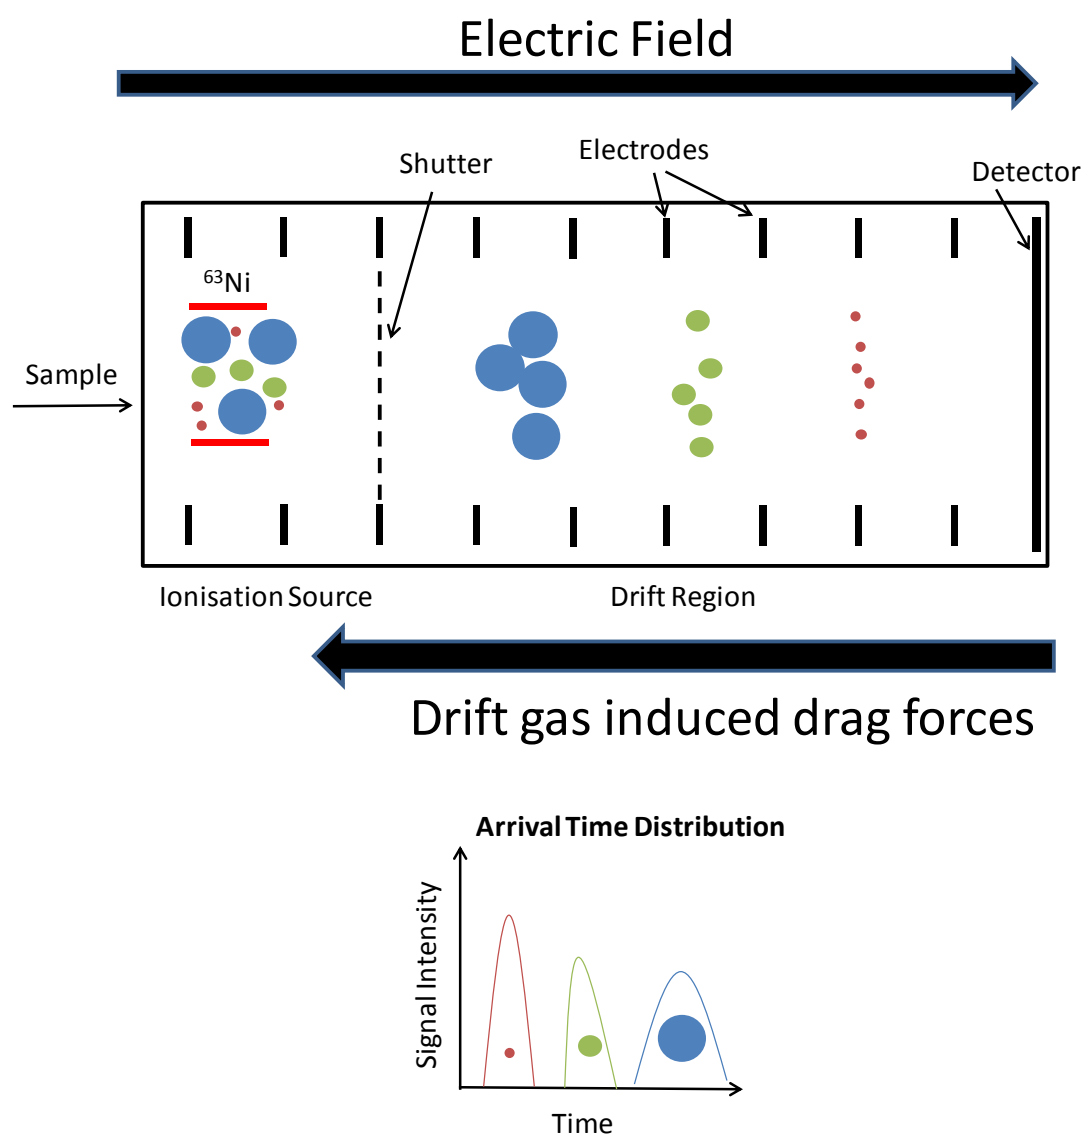 Electric Field
Shutter
Electrodes
Detector
⁶³Ni
Sample
Ionisation Source
Drift Region
Drift gas induced drag forces
Arrival Time Distribution
Signal Intensity
Time